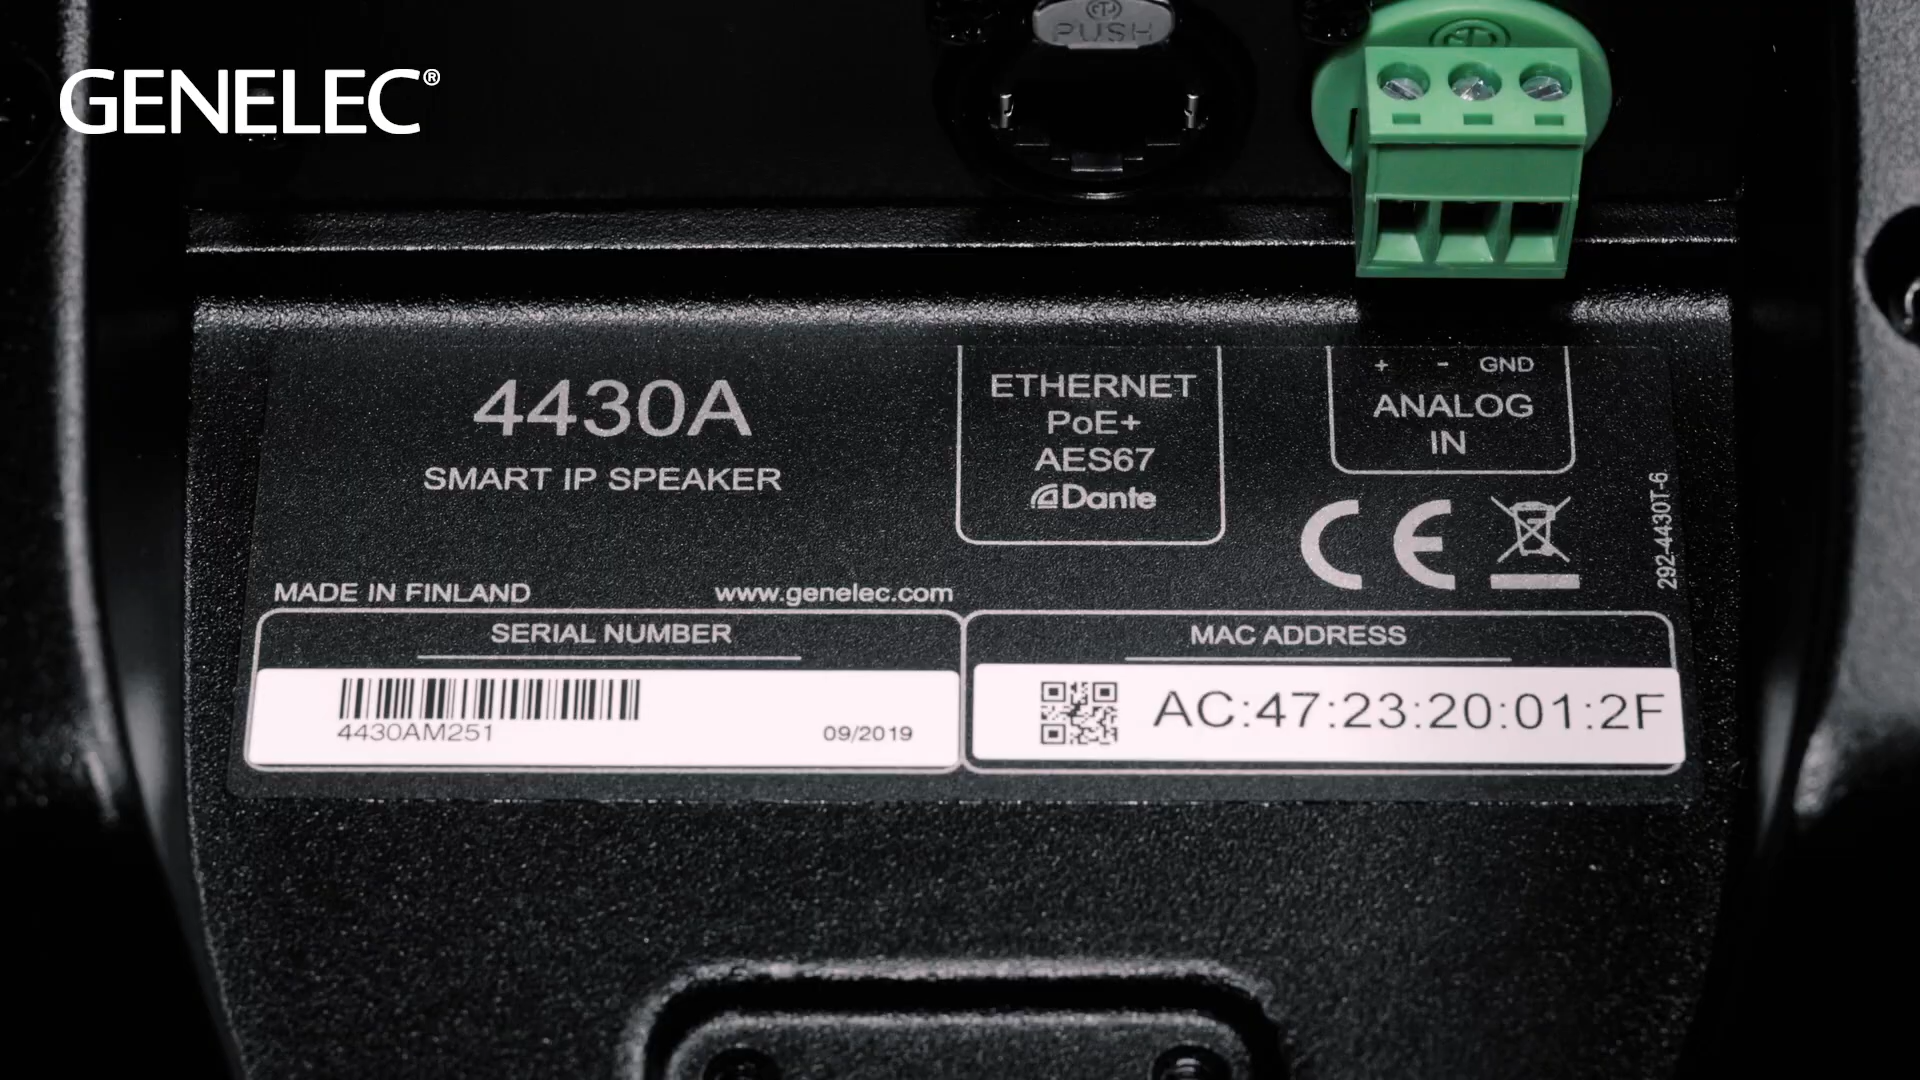 GENELEC®
PUSH
4430A
SMART IP SPEAKER
ETHERNET
PoE+
AES67
Dante
+ - GND
ANALOG
IN
CE
292-4430T-6
MADE IN FINLAND
www.genelec.com
SERIAL NUMBER
4430AM251
09/2019
MAC ADDRESS
AC:47:23:20:01:2F